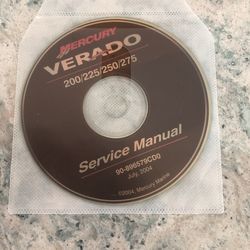 MERCURY
VERADO
200/225/250/275
Service Manual
90-896579CD0
July, 2004
©2004, Mercury Marine